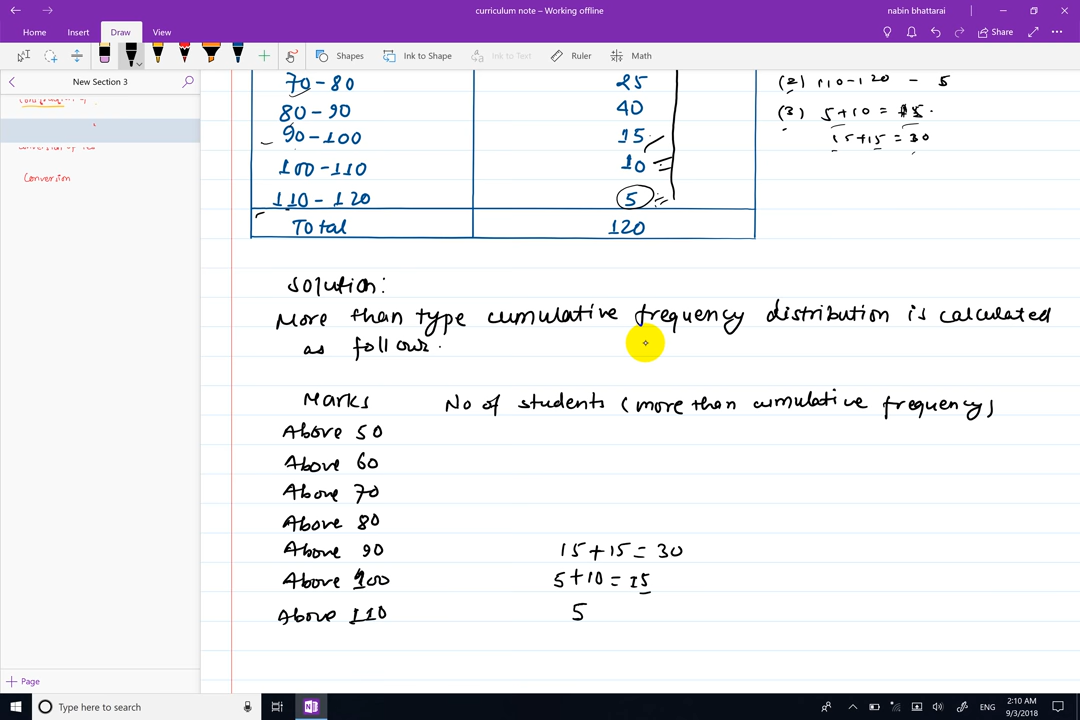 curriculum note – Working offline
nabin bhattarai
Home Insert Draw View
Share
Shapes Ink to Shape Ink to Text Ruler Math
New Section 3
Conversion
Page
70-80 25
80-90 40
90-100 15
100-110 10
110-120 5
Total 120
(2) 110-120 - 5
(3) 5+10 = 15.
15+15 = 30
Solution:
More than type cumulative frequency distribution is calculated
as follows.
Marks No of students (more than cumulative frequency)
Above 50
Above 60
Above 70
Above 80
Above 90 15+15 = 30
Above 100 5+10 = 15
Above 110 5
Type here to search
ENG
2:10 AM
9/3/2018